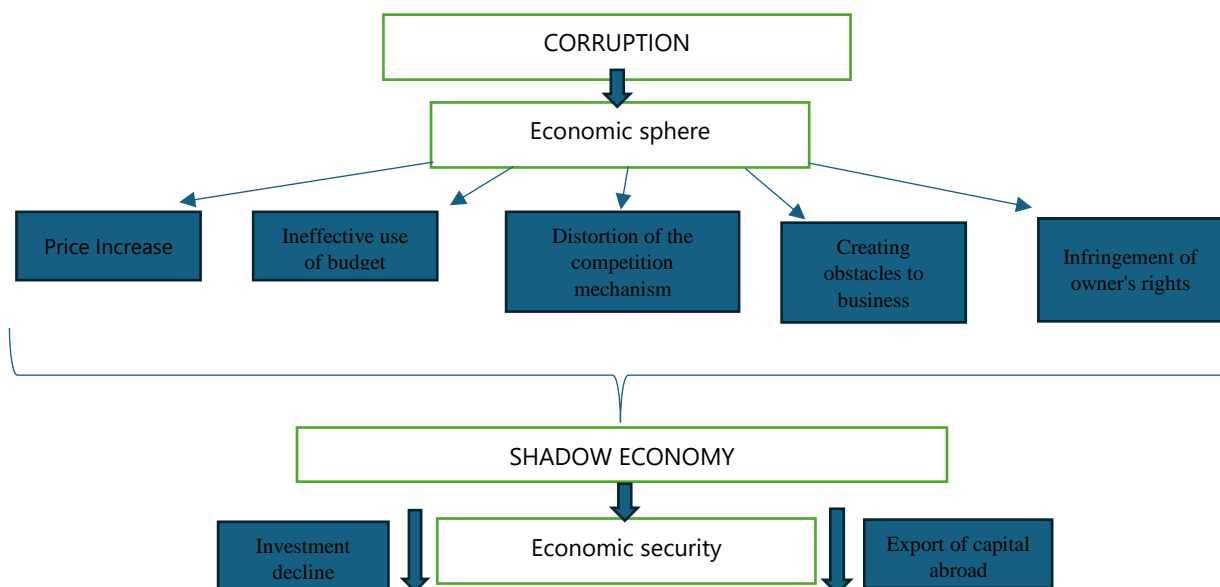 CORRUPTION
Economic sphere
Price Increase
Ineffective use
of budget
Distortion of the
competition
mechanism
Creating
obstacles to
business
Infringement of
owner's rights
SHADOW ECONOMY
Investment
decline
Economic security
Export of capital
abroad